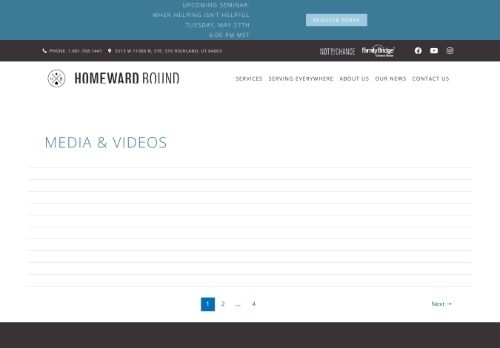 UPCOMING SEMINAR:
WHEN HELPING ISN'T HELPFUL
TUESDAY, MAY 27TH
6:00 PM MST
REGISTER TODAY
PHONE: 1.801.768.1441
5513 W 11000 N, STE. 316 HIGHLAND, UT 84003
NOT BY CHANCE
FamilyBridge
HOMEWARD BOUND
SERVICES
SERVING EVERYWHERE
ABOUT US
OUR NEWS
CONTACT US
MEDIA & VIDEOS
1
2
…
4
Next →